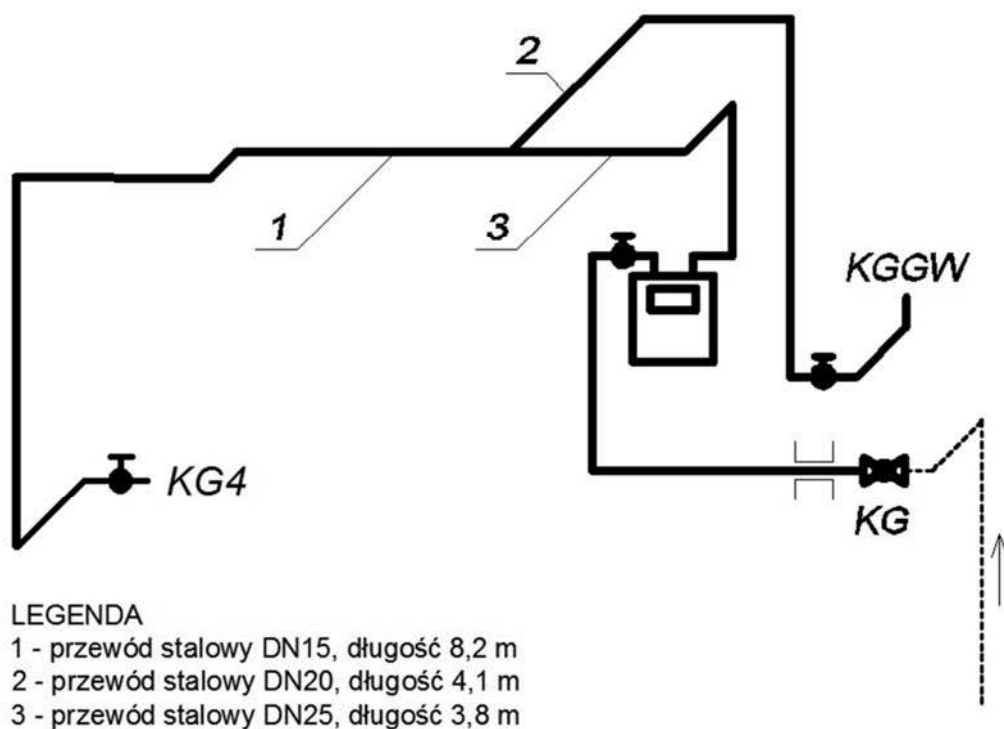 2
1
3
KGGW
KG4
KG
LEGENDA
1 - przewód stalowy DN15, długość 8,2 m
2 - przewód stalowy DN20, długość 4,1 m
3 - przewód stalowy DN25, długość 3,8 m